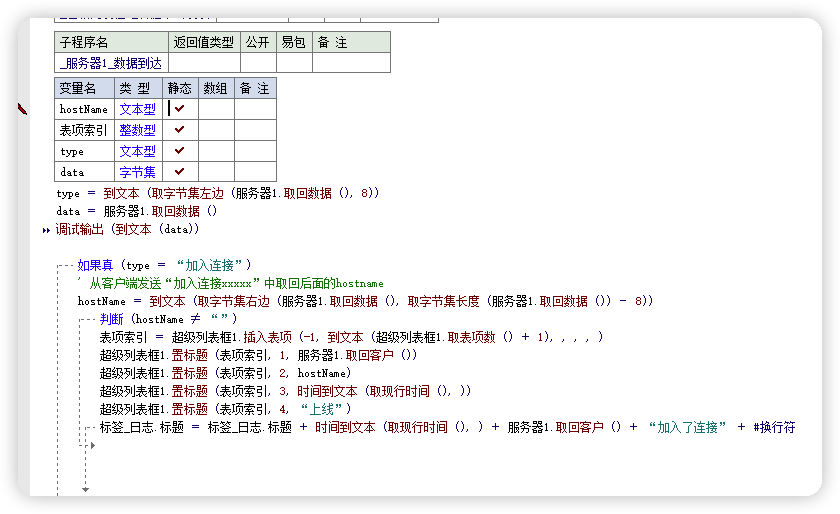 子程序名 返回值类型 公开 易包 备 注
_服务器1_数据到达
变量名 类 型 静态 数组 备 注
hostName 文本型 ✓
表项索引 整数型 ✓
type 文本型 ✓
data 字节集 ✓
type = 到文本 (取字节集左边 (服务器1.取回数据 (), 8))
data = 服务器1.取回数据 ()
调试输出 (到文本 (data))
如果真 (type = “加入连接”)
' 从客户端发送“加入连接xxxxx”中取回后面的hostname
hostName = 到文本 (取字节集右边 (服务器1.取回数据 (), 取字节集长度 (服务器1.取回数据 ()) - 8))
判断 (hostName ≠ “”)
表项索引 = 超级列表框1.插入表项 (-1, 到文本 (超级列表框1.取表项数 () + 1), , , , )
超级列表框1.置标题 (表项索引, 1, 服务器1.取回客户 ())
超级列表框1.置标题 (表项索引, 2, hostName)
超级列表框1.置标题 (表项索引, 3, 时间到文本 (取现行时间 (), ))
超级列表框1.置标题 (表项索引, 4, “上线”)
标签_日志.标题 = 标签_日志.标题 + 时间到文本 (取现行时间 (), ) + 服务器1.取回客户 () + “加入了连接” + #换行符